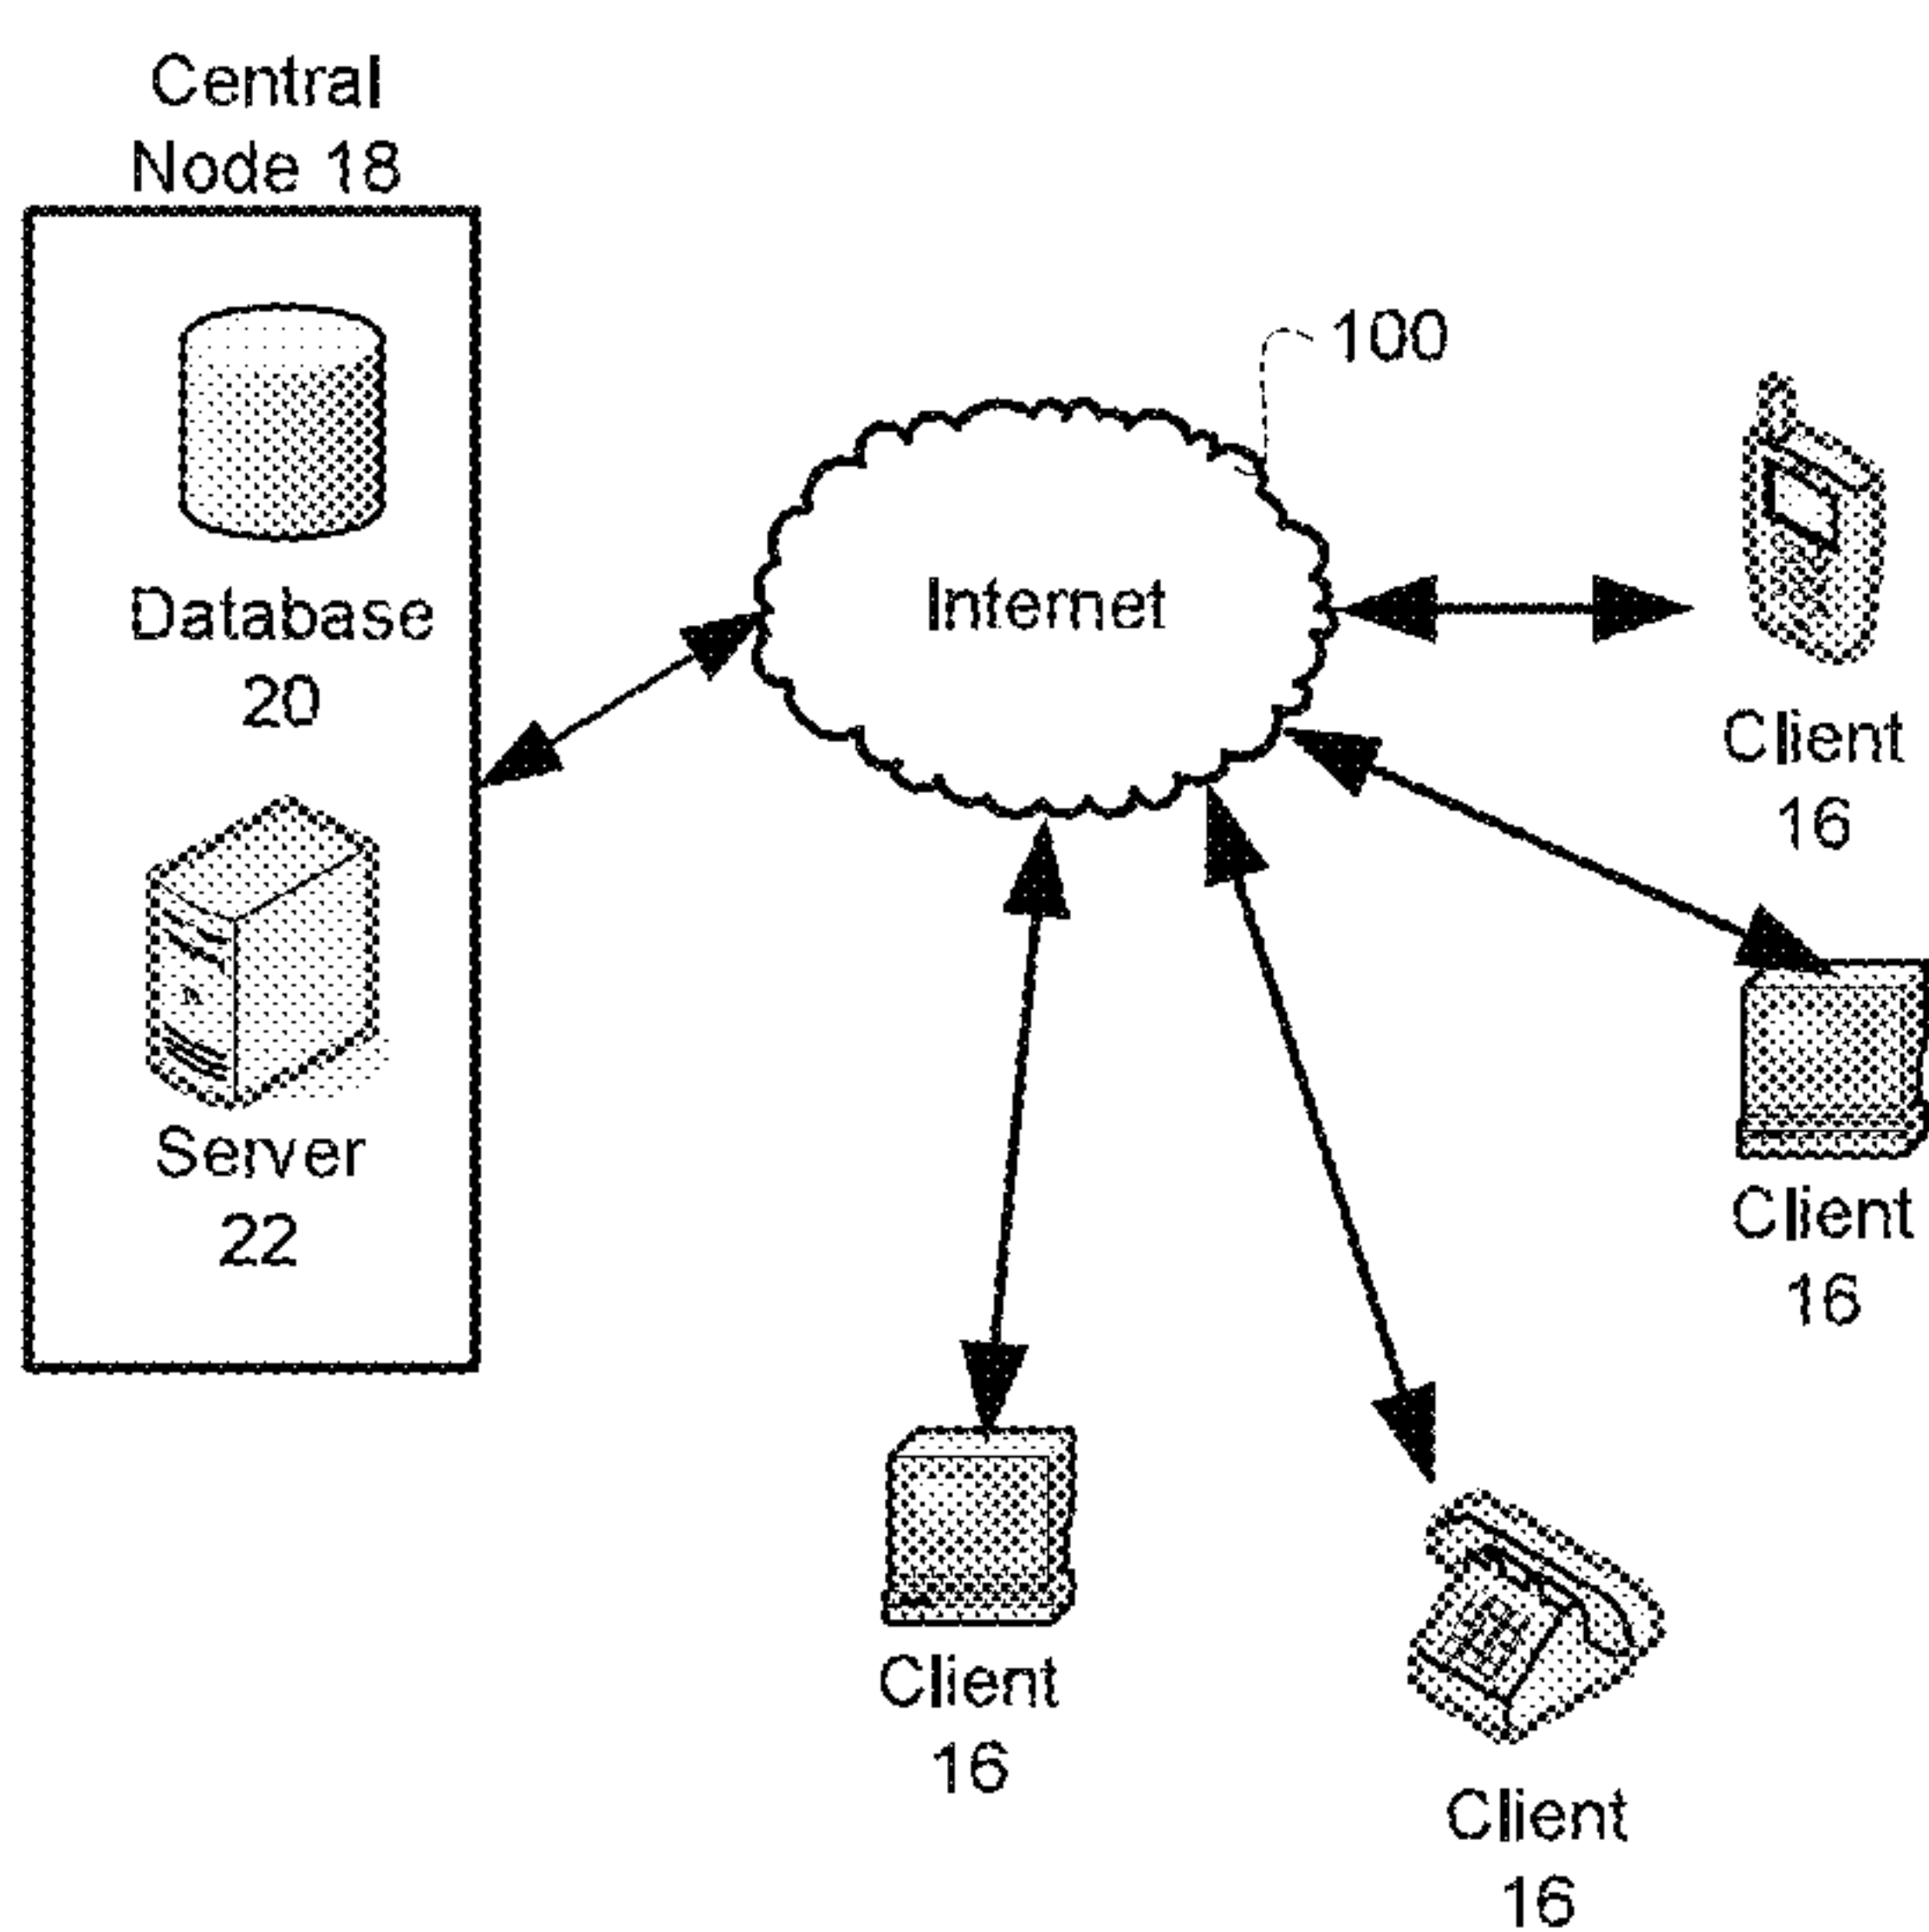 Central
Node 18
Database
20
Server
22
Internet
100
Client
16
Client
16
Client
16
Client
16